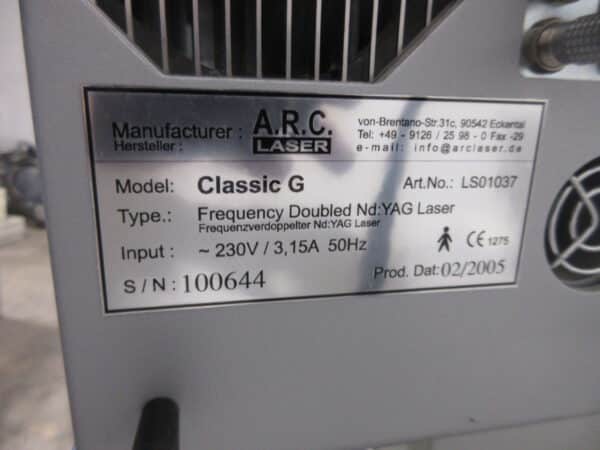 Manufacturer : A.R.C.
Hersteller : LASER
von-Brentano-Str.31c, 90542 Eckental
Tel: +49 - 9126 / 25 98 - 0 Fax -29
e-mail : info@arclaser.de
Model: Classic G Art.No.: LS01037
Type.: Frequency Doubled Nd:YAG Laser
Frequenzverdoppelter Nd:YAG Laser
Input : ~ 230V / 3,15A 50Hz CE 1275
S / N : 100644 Prod. Dat: 02/2005